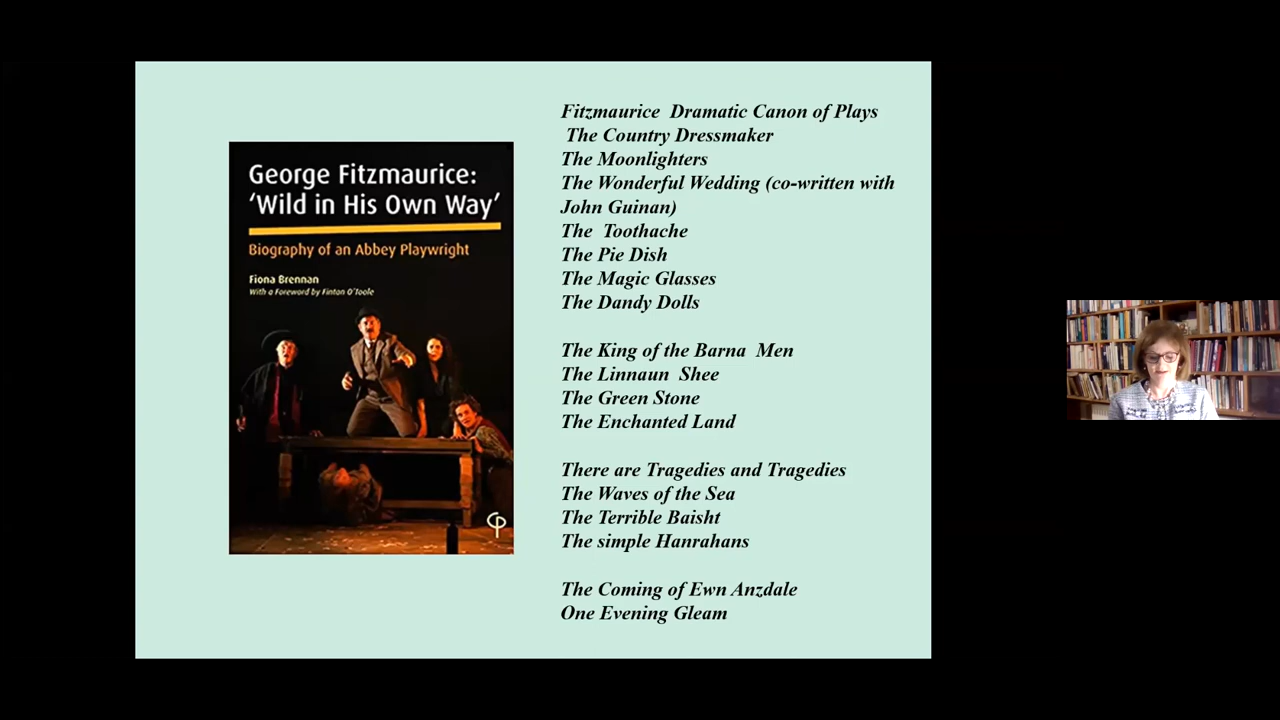 George Fitzmaurice:
‘Wild in His Own Way’
Biography of an Abbey Playwright
Fiona Brennan
With a Foreword by Fintan O'Toole
Fitzmaurice Dramatic Canon of Plays
The Country Dressmaker
The Moonlighters
The Wonderful Wedding (co-written with
John Guinan)
The Toothache
The Pie Dish
The Magic Glasses
The Dandy Dolls
The King of the Barna Men
The Linnaun Shee
The Green Stone
The Enchanted Land
There are Tragedies and Tragedies
The Waves of the Sea
The Terrible Baisht
The simple Hanrahans
The Coming of Ewn Anzdale
One Evening Gleam